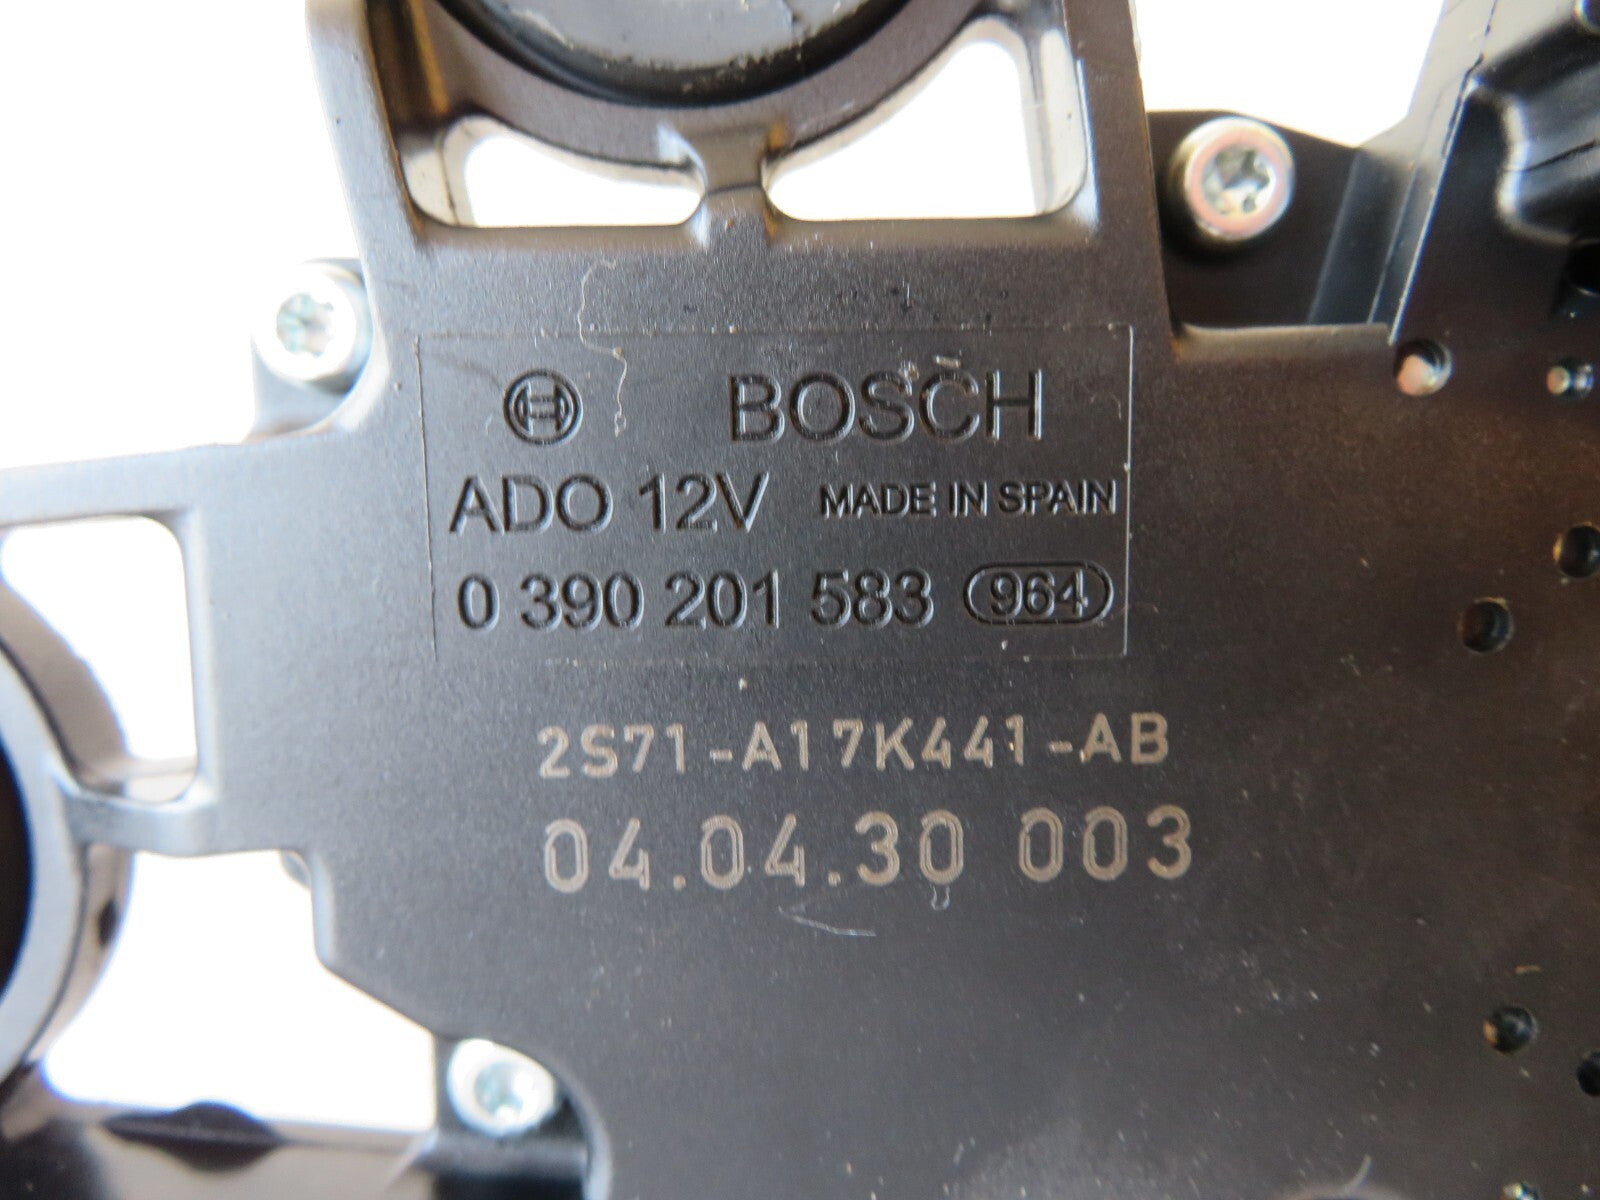 BOSCH
ADO 12V MADE IN SPAIN
0 390 201 583 964
2S71-A17K441-AB
04.04.30 003